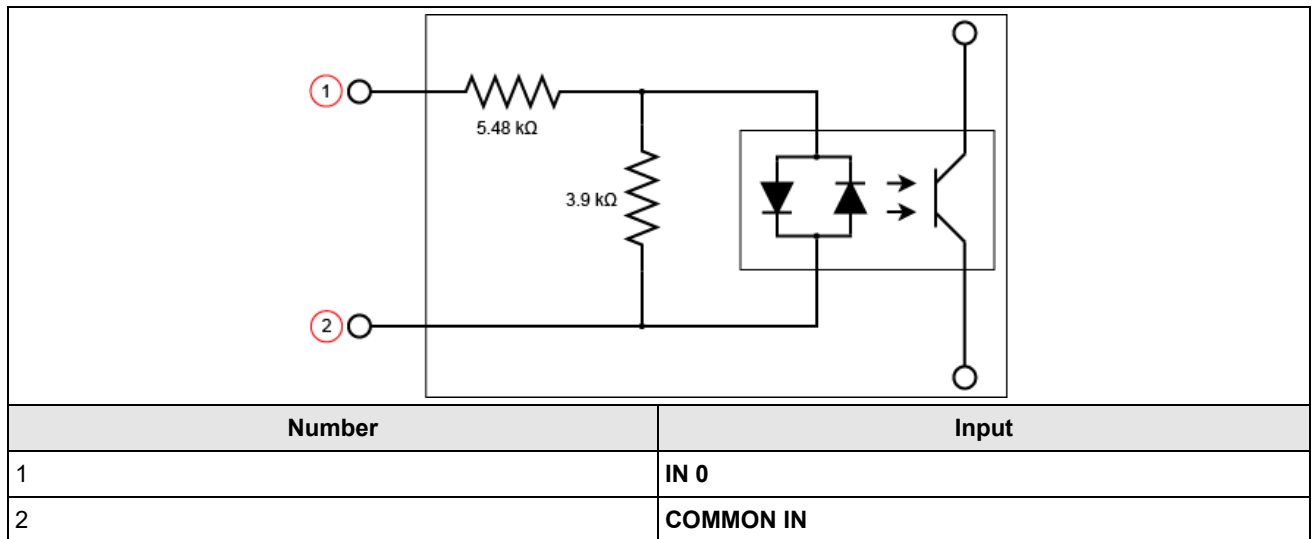 1
5.48 kΩ
3.9 kΩ
2
Number Input
1 IN 0
2 COMMON IN